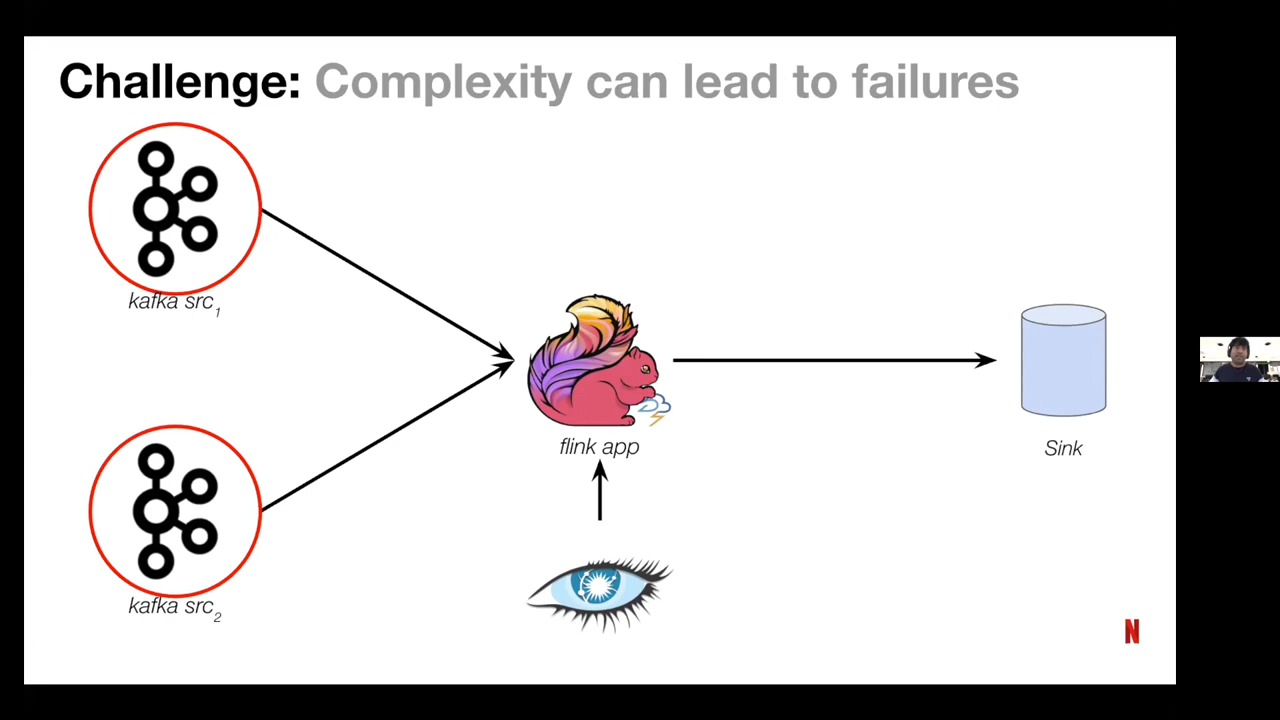 Challenge: Complexity can lead to failures
kafka src1
flink app
Sink
kafka src2
N